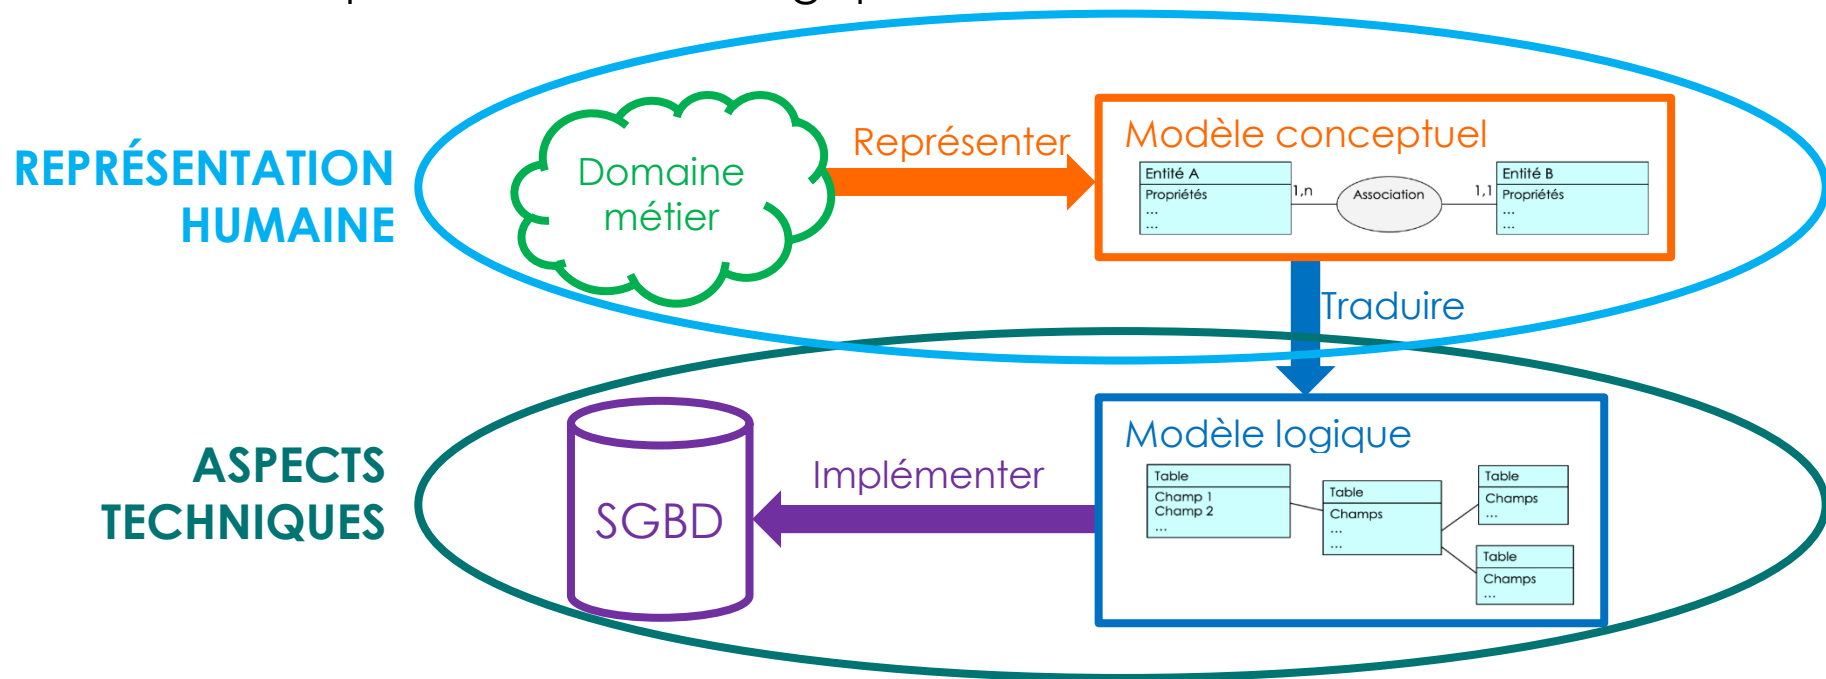 REPRÉSENTATION
HUMAINE
Domaine
métier
Représenter
Modèle conceptuel
Entité A
Propriétés
...
...
1,n
Association
1,1
Entité B
Propriétés
...
...
Traduire
ASPECTS
TECHNIQUES
SGBD
Implémenter
Modèle logique
Table
Champ 1
Champ 2
...
Table
Champs
...
...
Table
Champs
...
Table
Champs
...